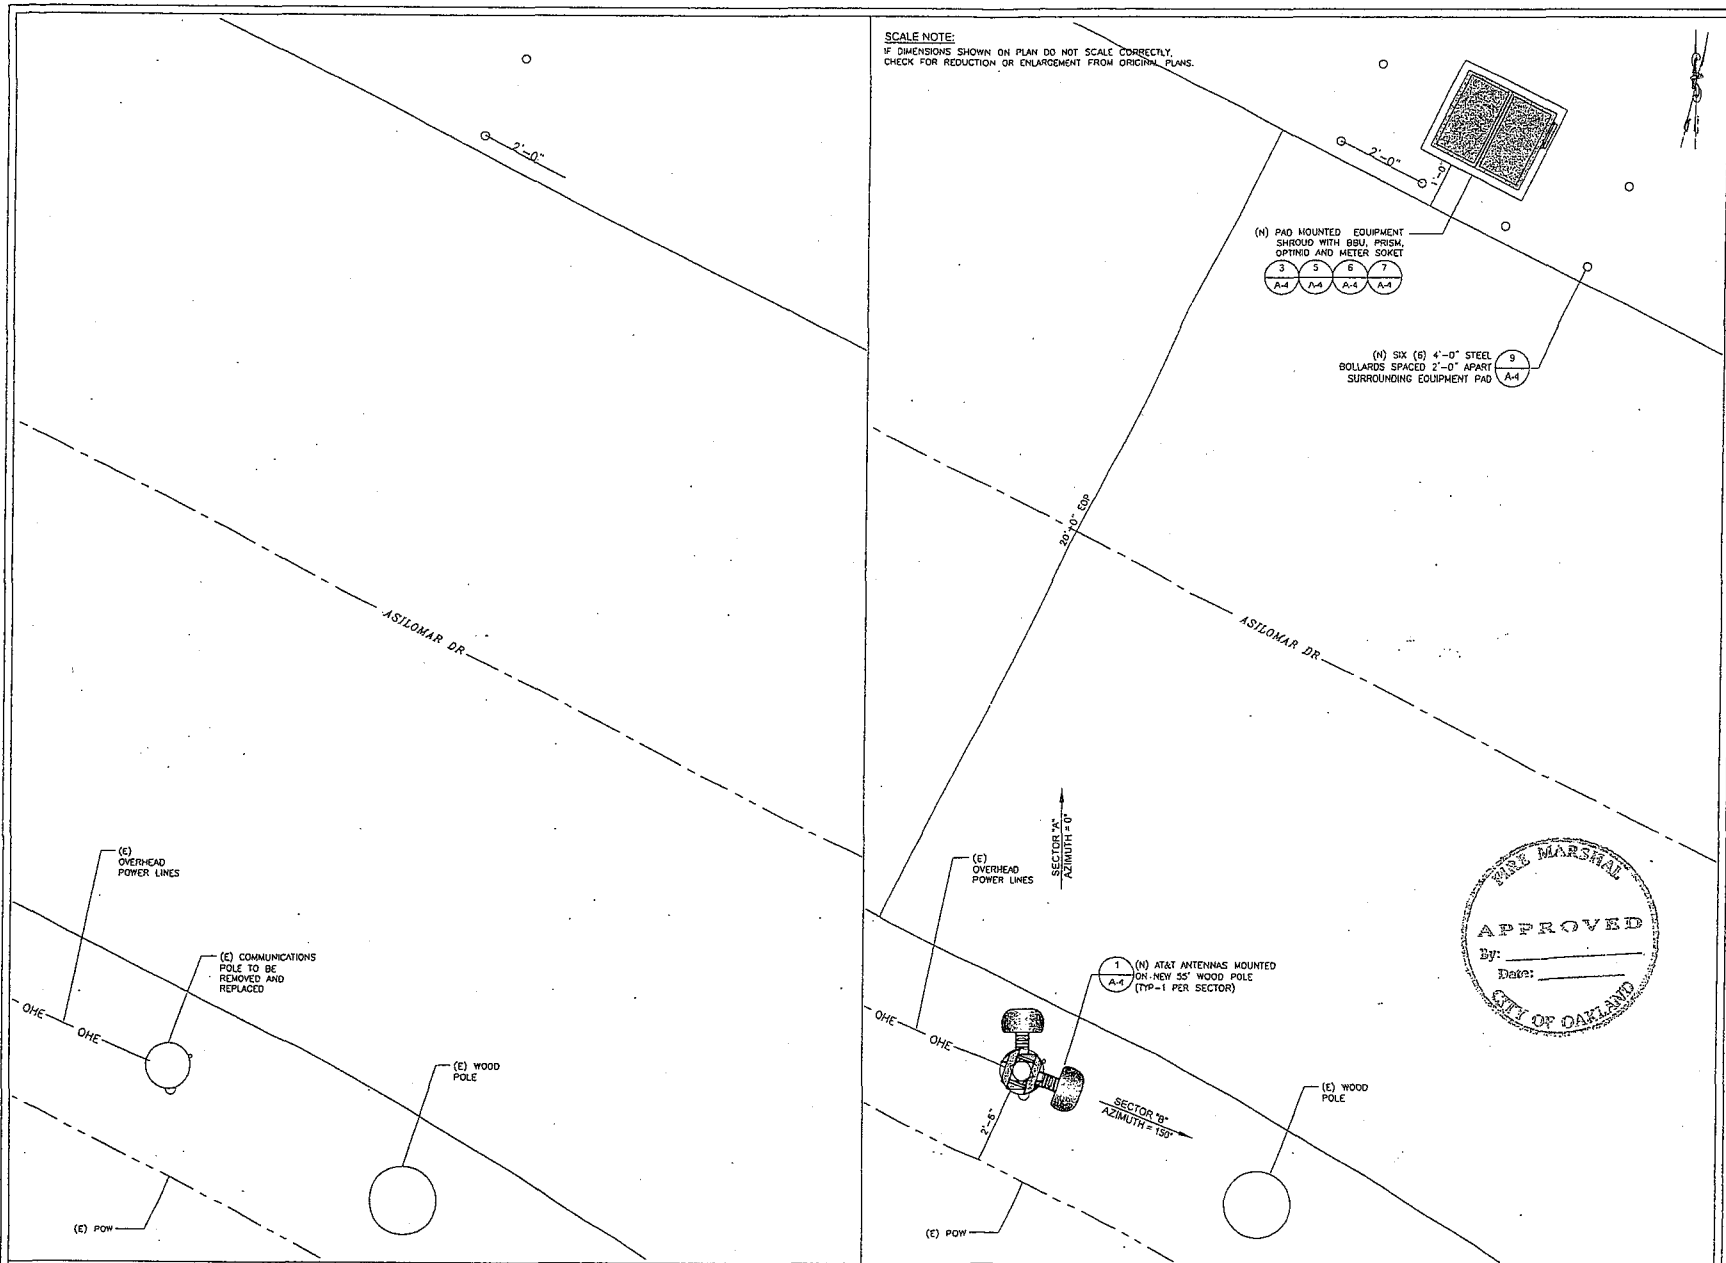 2'-0"
ASILOMAR DR
(E)
OVERHEAD
POWER LINES
(E) COMMUNICATIONS
POLE TO BE
REMOVED AND
REPLACED
OHE
OHE
(E) WOOD
POLE
(E) POW
SCALE NOTE:
IF DIMENSIONS SHOWN ON PLAN DO NOT SCALE CORRECTLY,
CHECK FOR REDUCTION OR ENLARGEMENT FROM ORIGINAL PLANS.
2'-0"
1'-0"
(N) PAD MOUNTED EQUIPMENT
SHROUD WITH BBU, PRISM,
OPTIMID AND METER SOKET
3 5 6 7
A-4 A-4 A-4 A-4
(N) SIX (6) 4'-0" STEEL
BOLLARDS SPACED 2'-0" APART
SURROUNDING EQUIPMENT PAD
9
A-4
20'-0" EOP
ASILOMAR DR
SECTOR "A"
AZIMUTH = 0°
(E)
OVERHEAD
POWER LINES
1
A-4
(N) AT&T ANTENNAS MOUNTED
ON NEW 55' WOOD POLE
(TYP-1 PER SECTOR)
OHE
OHE
2'-6"
SECTOR "B"
AZIMUTH = 150°
(E) WOOD
POLE
(E) POW
FIRE MARSHAL
APPROVED
By:
Date:
CITY OF OAKLAND